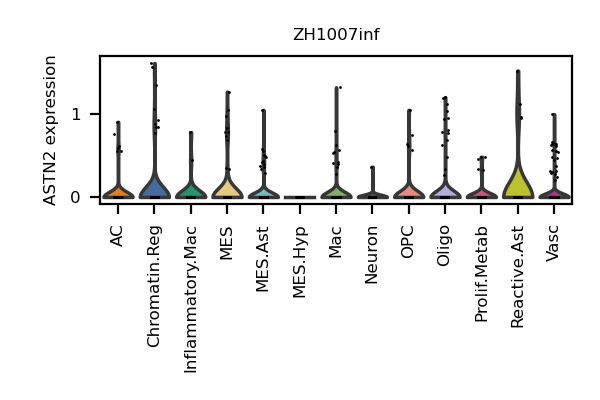 ZH1007inf
ASTN2 expression
1
0
AC
Chromatin.Reg
Inflammatory.Mac
MES
MES.Ast
MES.Hyp
Mac
Neuron
OPC
Oligo
Prolif.Metab
Reactive.Ast
Vasc